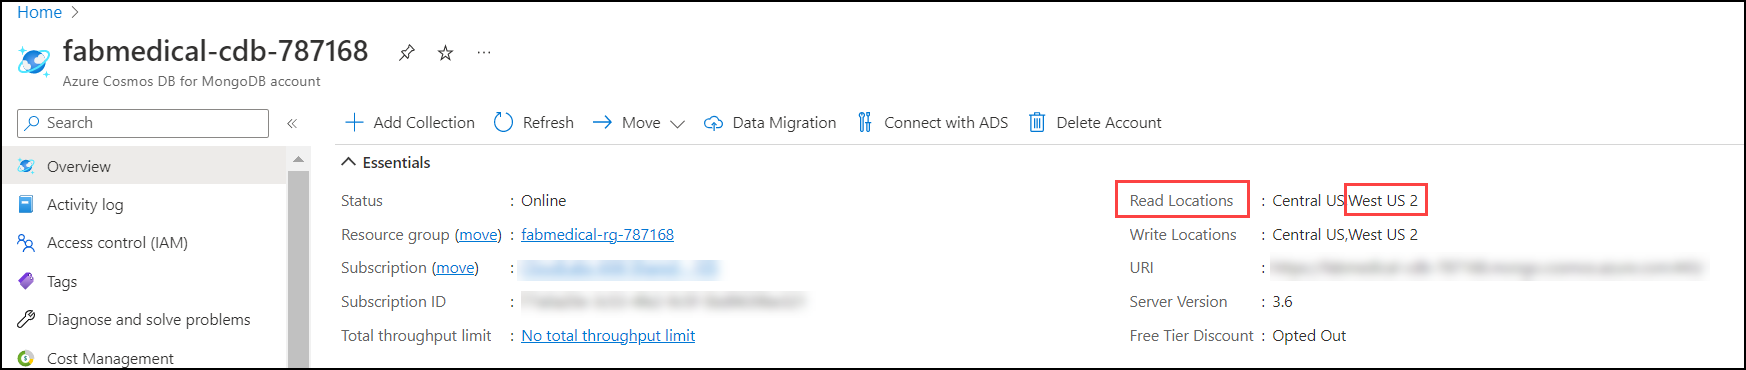 Home >
fabmedical-cdb-787168
Azure Cosmos DB for MongoDB account
Search
Add Collection Refresh Move Data Migration Connect with ADS Delete Account
Overview
Activity log
Access control (IAM)
Tags
Diagnose and solve problems
Cost Management
Essentials
Status : Online
Resource group (move) : fabmedical-rg-787168
Subscription (move) :
Subscription ID :
Total throughput limit : No total throughput limit
Read Locations : Central US,West US 2
Write Locations : Central US,West US 2
URI :
Server Version : 3.6
Free Tier Discount : Opted Out